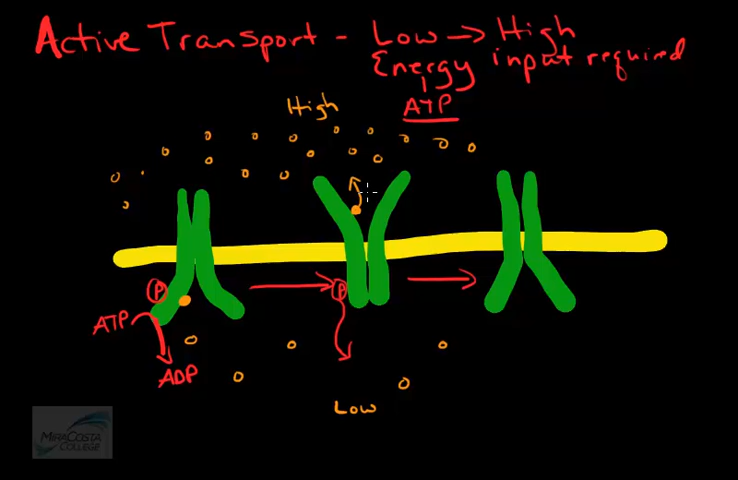 Active Transport - Low → High
Energy input required
ATP
High
P
P
ATP
ADP
Low
MIRACOSTA
COLLEGE